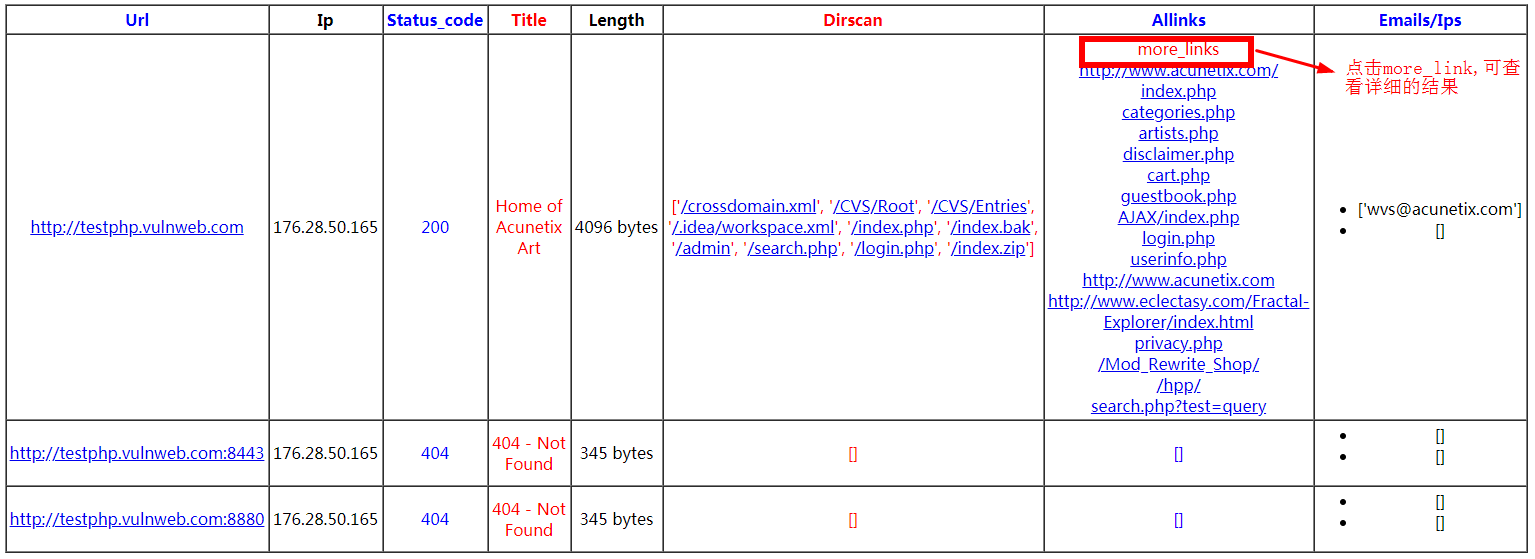 Url Ip Status_code Title Length Dirscan Allinks Emails/Ips
http://testphp.vulnweb.com
176.28.50.165
200
Home of
Acunetix
Art
4096 bytes
['/crossdomain.xml', '/CVS/Root', '/CVS/Entries',
'/.idea/workspace.xml', '/index.php', '/index.bak',
'/admin', '/search.php', '/login.php', '/index.zip']
more_links
http://www.acunetix.com/
index.php
categories.php
artists.php
disclaimer.php
cart.php
guestbook.php
AJAX/index.php
login.php
userinfo.php
http://www.acunetix.com
http://www.eclectasy.com/Fractal-
Explorer/index.html
privacy.php
/Mod_Rewrite_Shop/
/hpp/
search.php?test=query
点击more_link,可查
看详细的结果
['wvs@acunetix.com']
[]
http://testphp.vulnweb.com:8443
176.28.50.165
404
404 - Not
Found
345 bytes
[]
[]
[]
[]
http://testphp.vulnweb.com:8880
176.28.50.165
404
404 - Not
Found
345 bytes
[]
[]
[]
[]